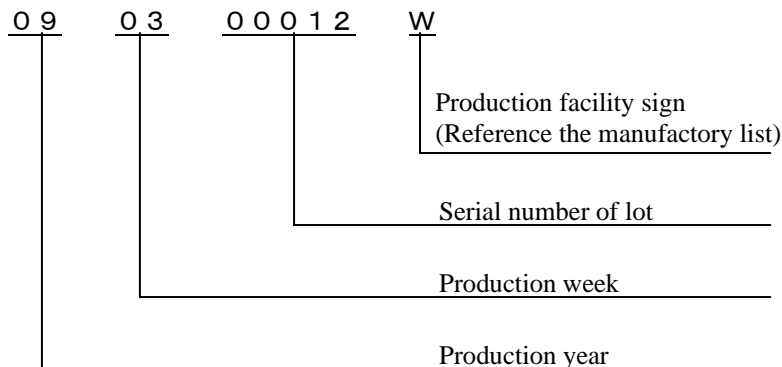 ０９ ０３ ０００１２ Ｗ
Production facility sign
(Reference the manufactory list)
Serial number of lot
Production week
Production year